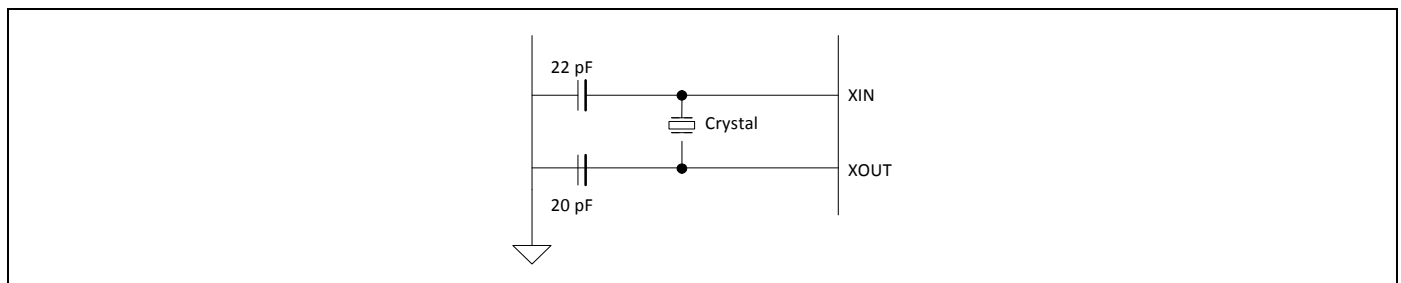 22 pF
XIN
Crystal
XOUT
20 pF